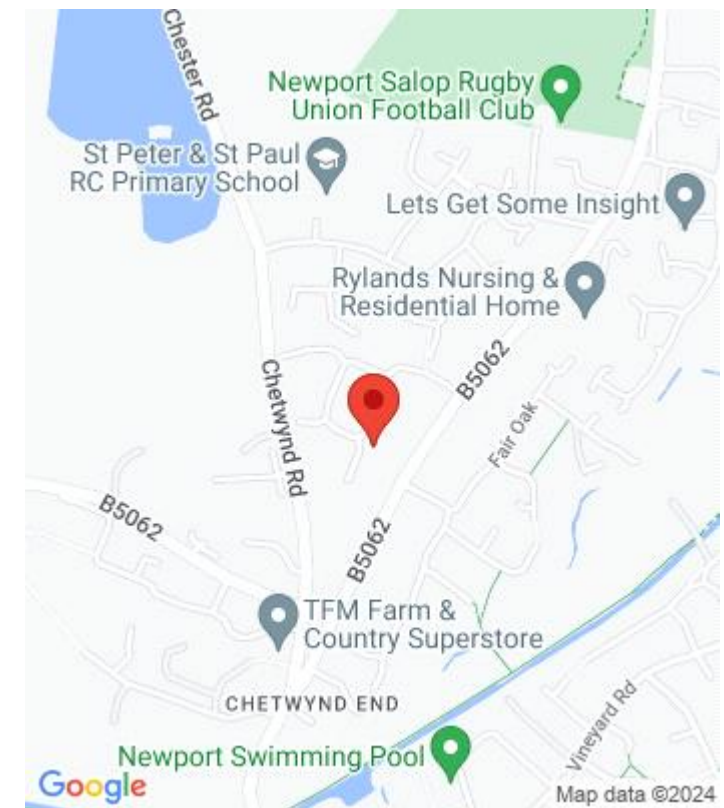 Chester Rd
Newport Salop Rugby
Union Football Club
St Peter & St Paul
RC Primary School
Lets Get Some Insight
Rylands Nursing &
Residential Home
B5062
Chetwynd Rd
Fair Oak
B5062
B5062
TFM Farm &
Country Superstore
CHETWYND END
Vineyard Rd
Newport Swimming Pool
Google
Map data ©2024